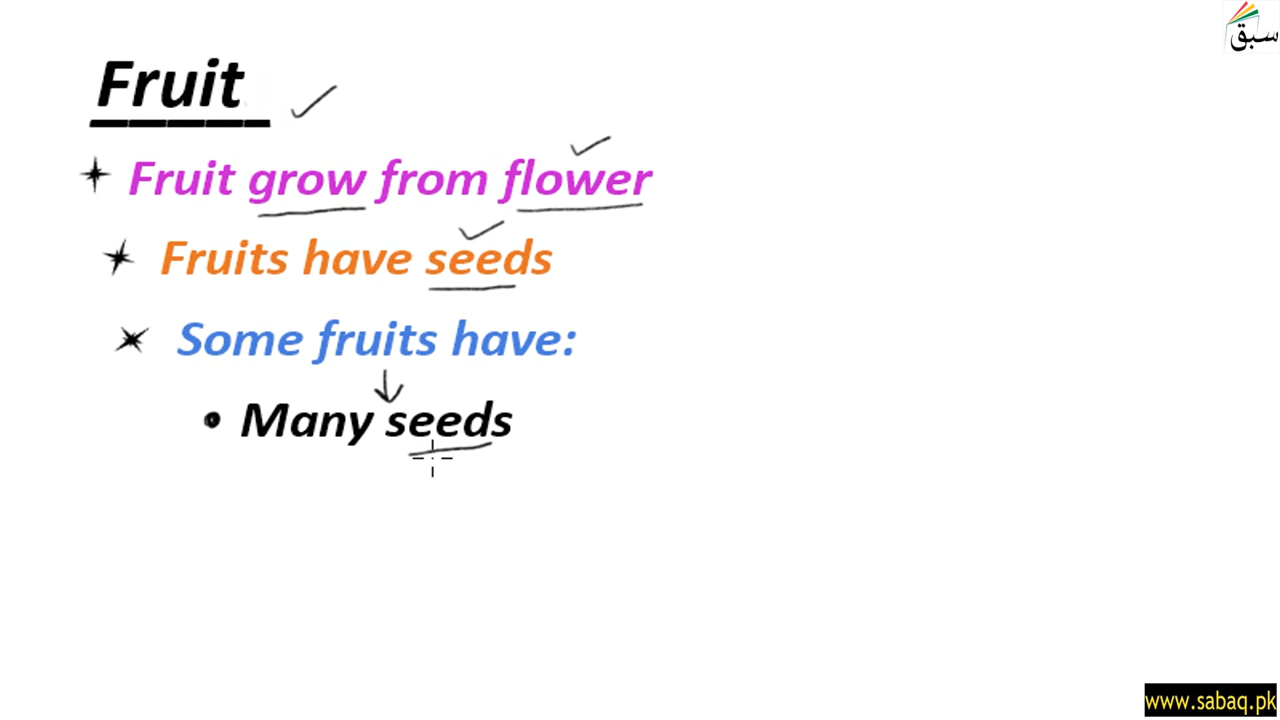 سبق
Fruit
Fruit grow from flower
Fruits have seeds
Some fruits have:
• Many seeds
www.sabaq.pk